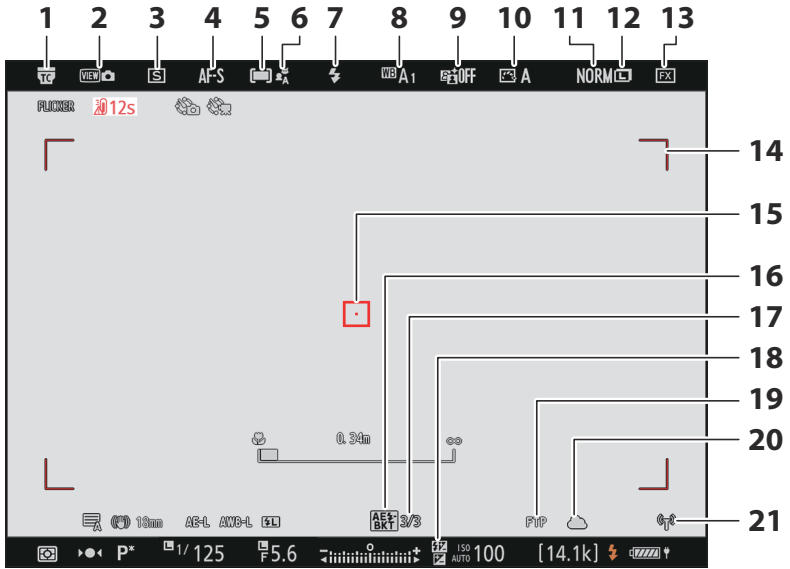 1 2 3 4 5 6 7 8 9 10 11 12 13
TC VIEW S AF-S A WB A1 OFF A NORM L FX
FLICKER 12s
14
15
16
17
18
0.34m ∞
19
20
18mm AE-L AWB-L L AE BKT 3/3 FTP
21
P* L 1/125 L F5.6 - 0 + ISO AUTO 100 [14.1k]